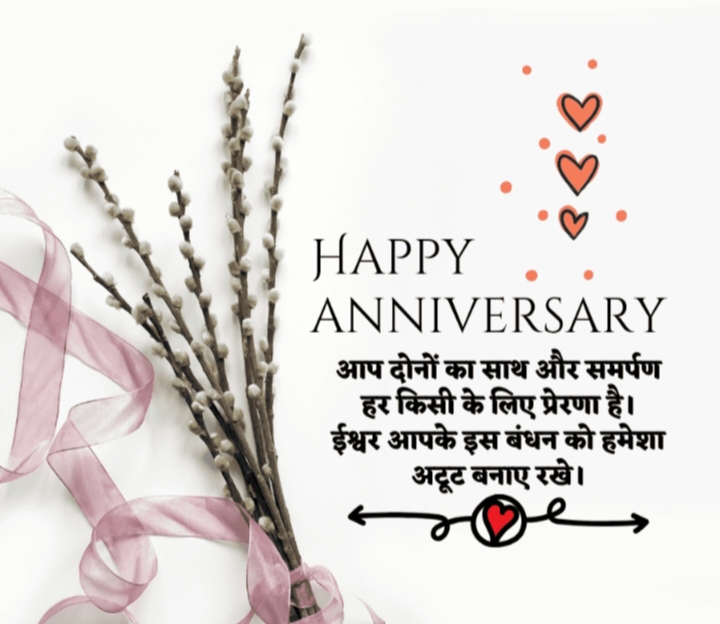 HAPPY
ANNIVERSARY
आप दोनों का साथ और समर्पण
हर किसी के लिए प्रेरणा है।
ईश्वर आपके इस बंधन को हमेशा
अटूट बनाए रखे।